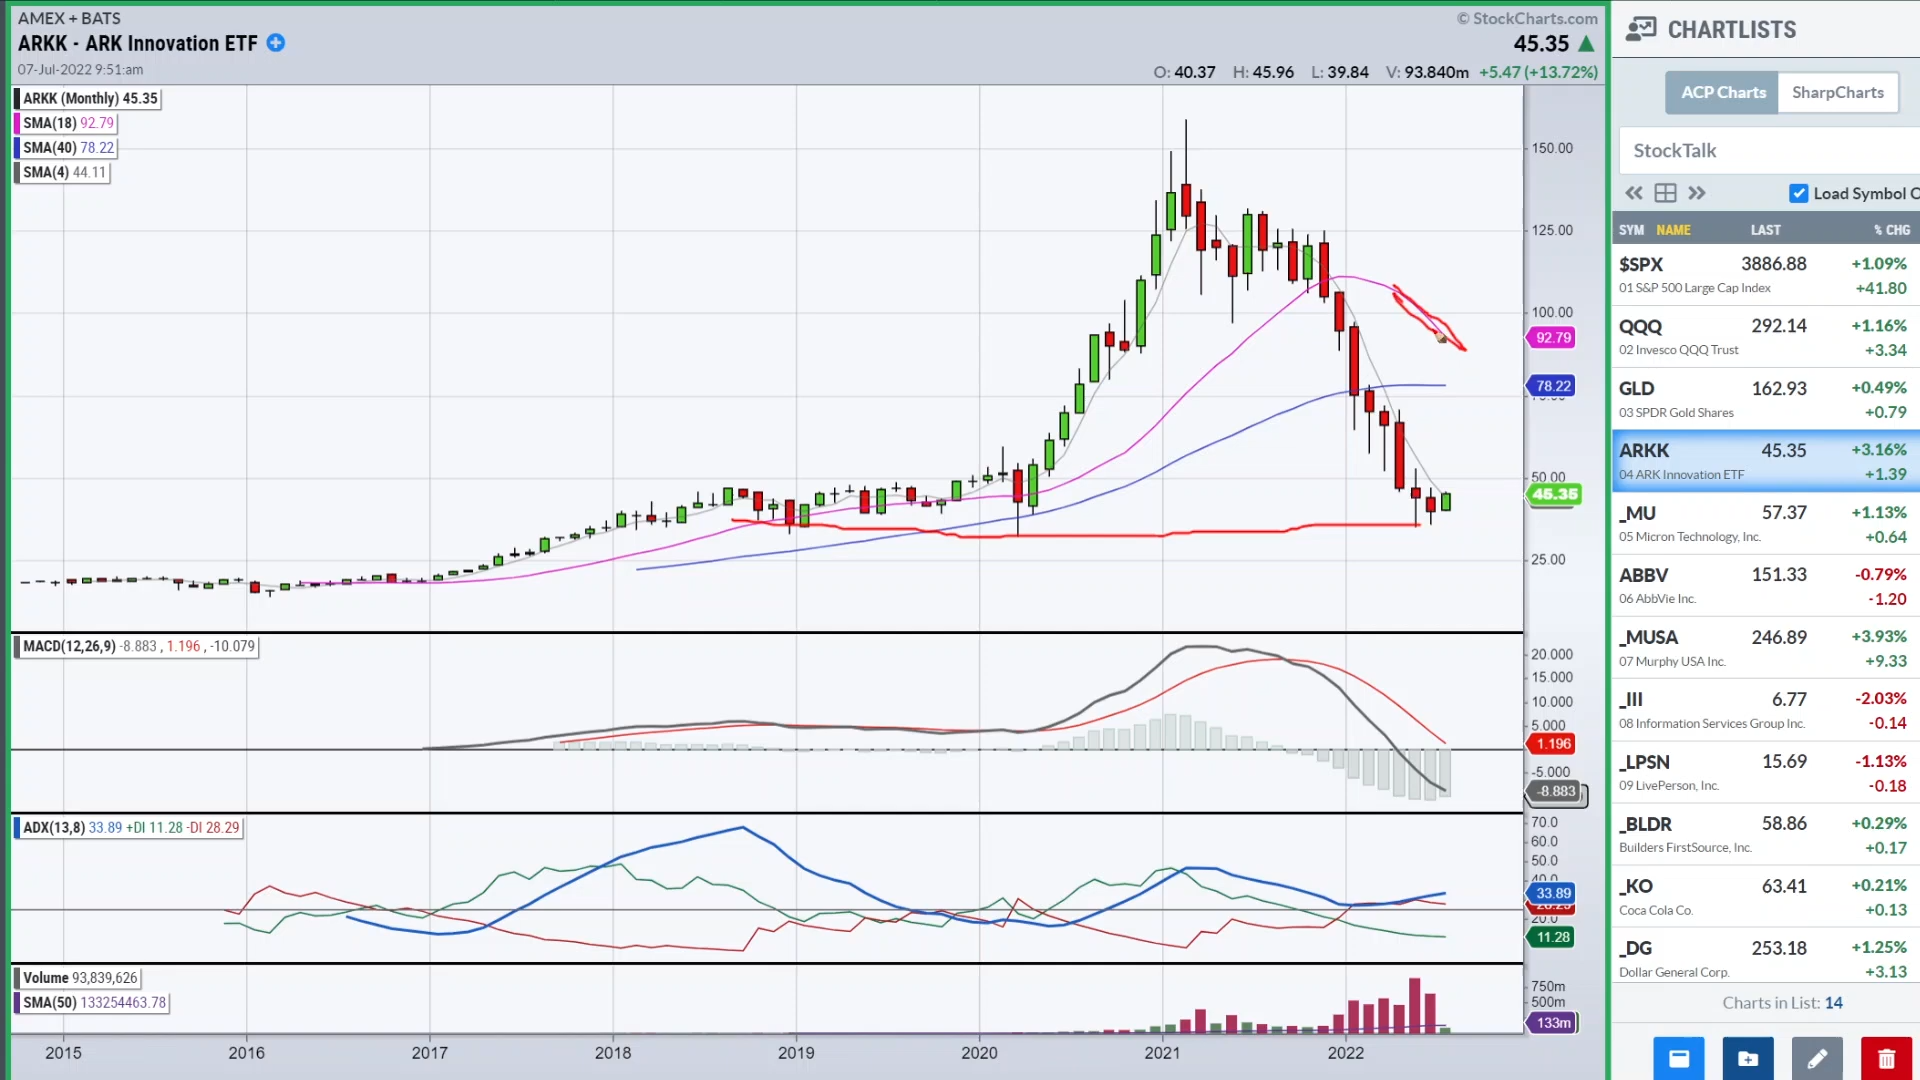 AMEX + BATS
© StockCharts.com
ARKK - ARK Innovation ETF
45.35
07-Jul-2022 9:51:am
O: 40.37 H: 45.96 L: 39.84 V: 93.840m +5.47 (+13.72%)
ARKK (Monthly) 45.35
SMA(18) 92.79
SMA(40) 78.22
SMA(4) 44.11
150.00
125.00
100.00
92.79
78.22
50.00
45.35
25.00
MACD(12,26,9) -8.883 , 1.196 , -10.079
20.000
15.000
10.000
5.000
1.196
-5.000
-8.883
ADX(13,8) 33.89 +DI 11.28 -DI 28.29
70.0
60.0
50.0
40.0
33.89
20.0
11.28
Volume 93,839,626
SMA(50) 133254463.78
750m
500m
133m
2015 2016 2017 2018 2019 2020 2021 2022
CHARTLISTS
ACP Charts SharpCharts
StockTalk
Load Symbol O
SYM NAME LAST % CHG
$SPX 3886.88 +1.09%
01 S&P 500 Large Cap Index +41.80
QQQ 292.14 +1.16%
02 Invesco QQQ Trust +3.34
GLD 162.93 +0.49%
03 SPDR Gold Shares +0.79
ARKK 45.35 +3.16%
04 ARK Innovation ETF +1.39
_MU 57.37 +1.13%
05 Micron Technology, Inc. +0.64
ABBV 151.33 -0.79%
06 AbbVie Inc. -1.20
_MUSA 246.89 +3.93%
07 Murphy USA Inc. +9.33
_III 6.77 -2.03%
08 Information Services Group Inc. -0.14
_LPSN 15.69 -1.13%
09 LivePerson, Inc. -0.18
_BLDR 58.86 +0.29%
Builders FirstSource, Inc. +0.17
_KO 63.41 +0.21%
Coca Cola Co. +0.13
_DG 253.18 +1.25%
Dollar General Corp. +3.13
Charts in List: 14